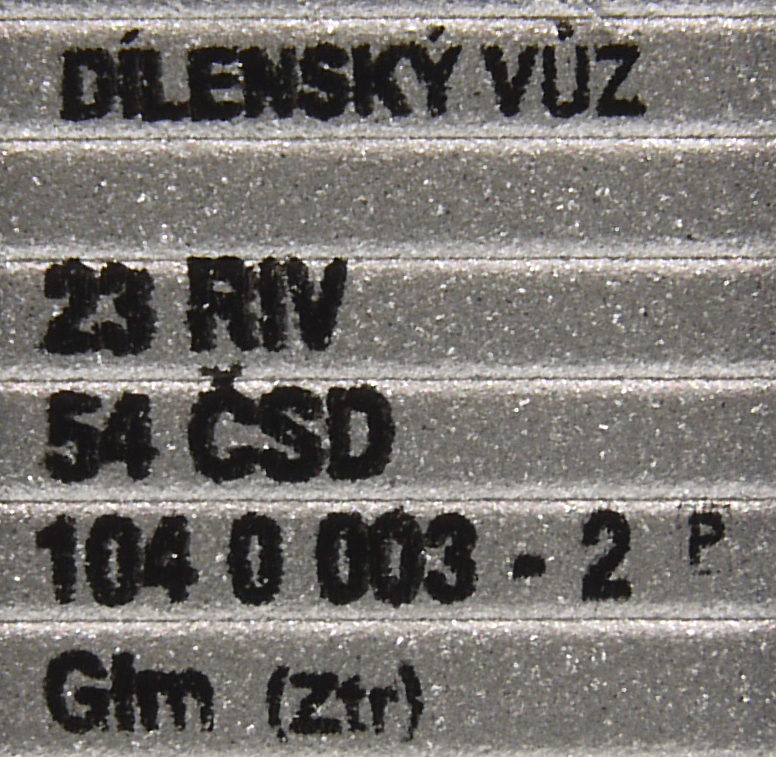 DÍLENSKÝ VŮZ
23 RIV
54 ČSD
104 0 003 - 2 P
Glm (Ztr)